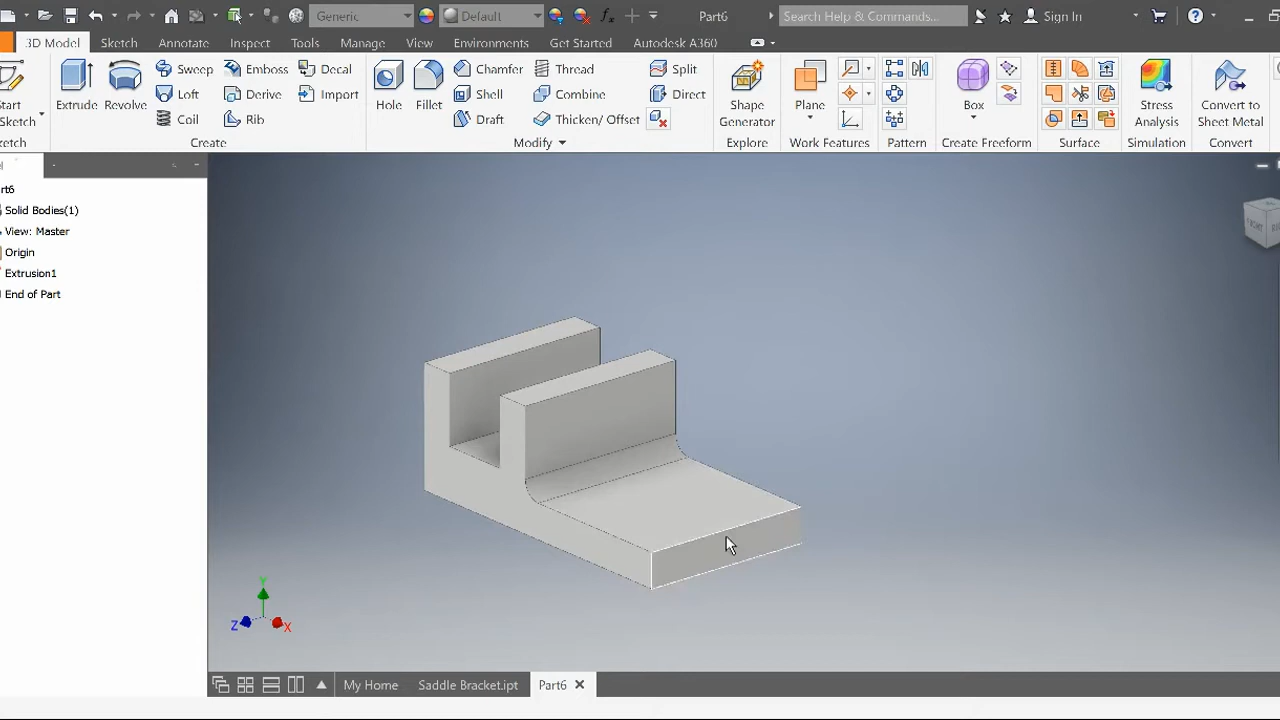 Generic
Default
fx
Part6
Search Help & Commands...
Sign In
3D Model
Sketch
Annotate
Inspect
Tools
Manage
View
Environments
Get Started
Autodesk A360
Start
Sketch
Extrude
Revolve
Sweep
Emboss
Decal
Loft
Derive
Import
Coil
Rib
Hole
Fillet
Chamfer
Thread
Split
Shell
Combine
Direct
Draft
Thicken/ Offset
Shape
Generator
Plane
Box
Stress
Analysis
Convert to
Sheet Metal
ketch
Create
Modify
Explore
Work Features
Pattern
Create Freeform
Surface
Simulation
Convert
rt6
Solid Bodies(1)
View: Master
Origin
Extrusion1
End of Part
FRONT
Y
Z
X
My Home
Saddle Bracket.ipt
Part6